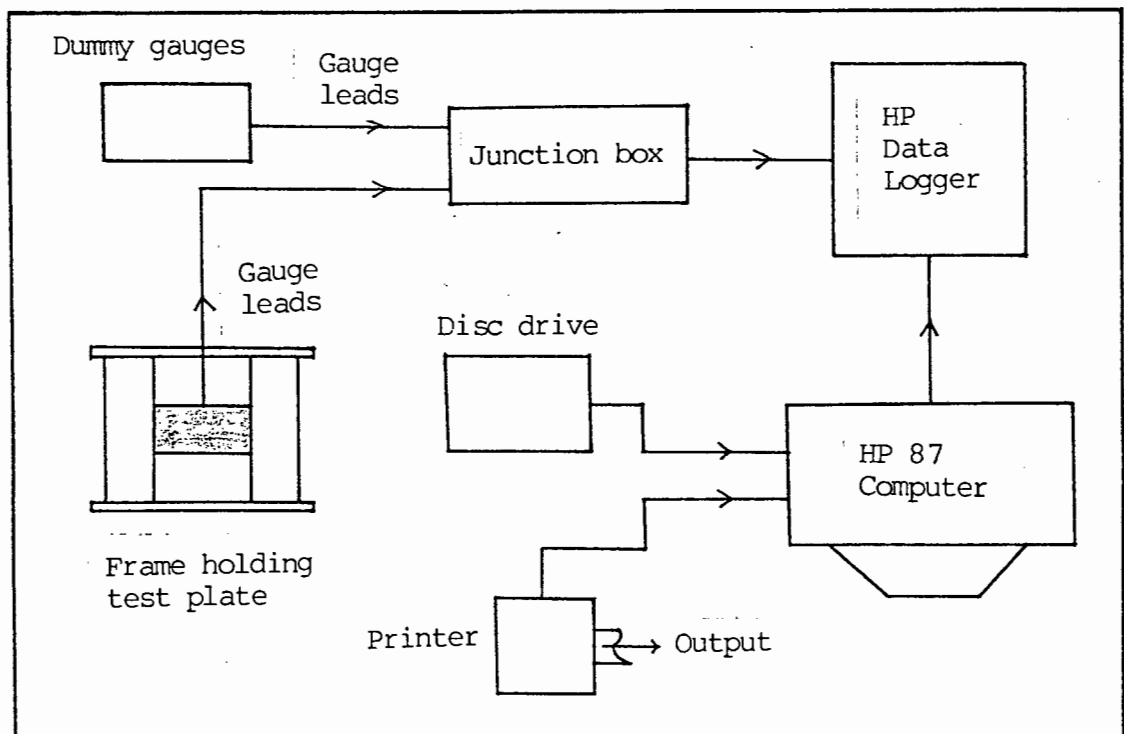 Dummy gauges
Gauge
leads
Junction box
HP
Data
Logger
Gauge
leads
Disc drive
HP 87
Computer
Frame holding
test plate
Printer
Output